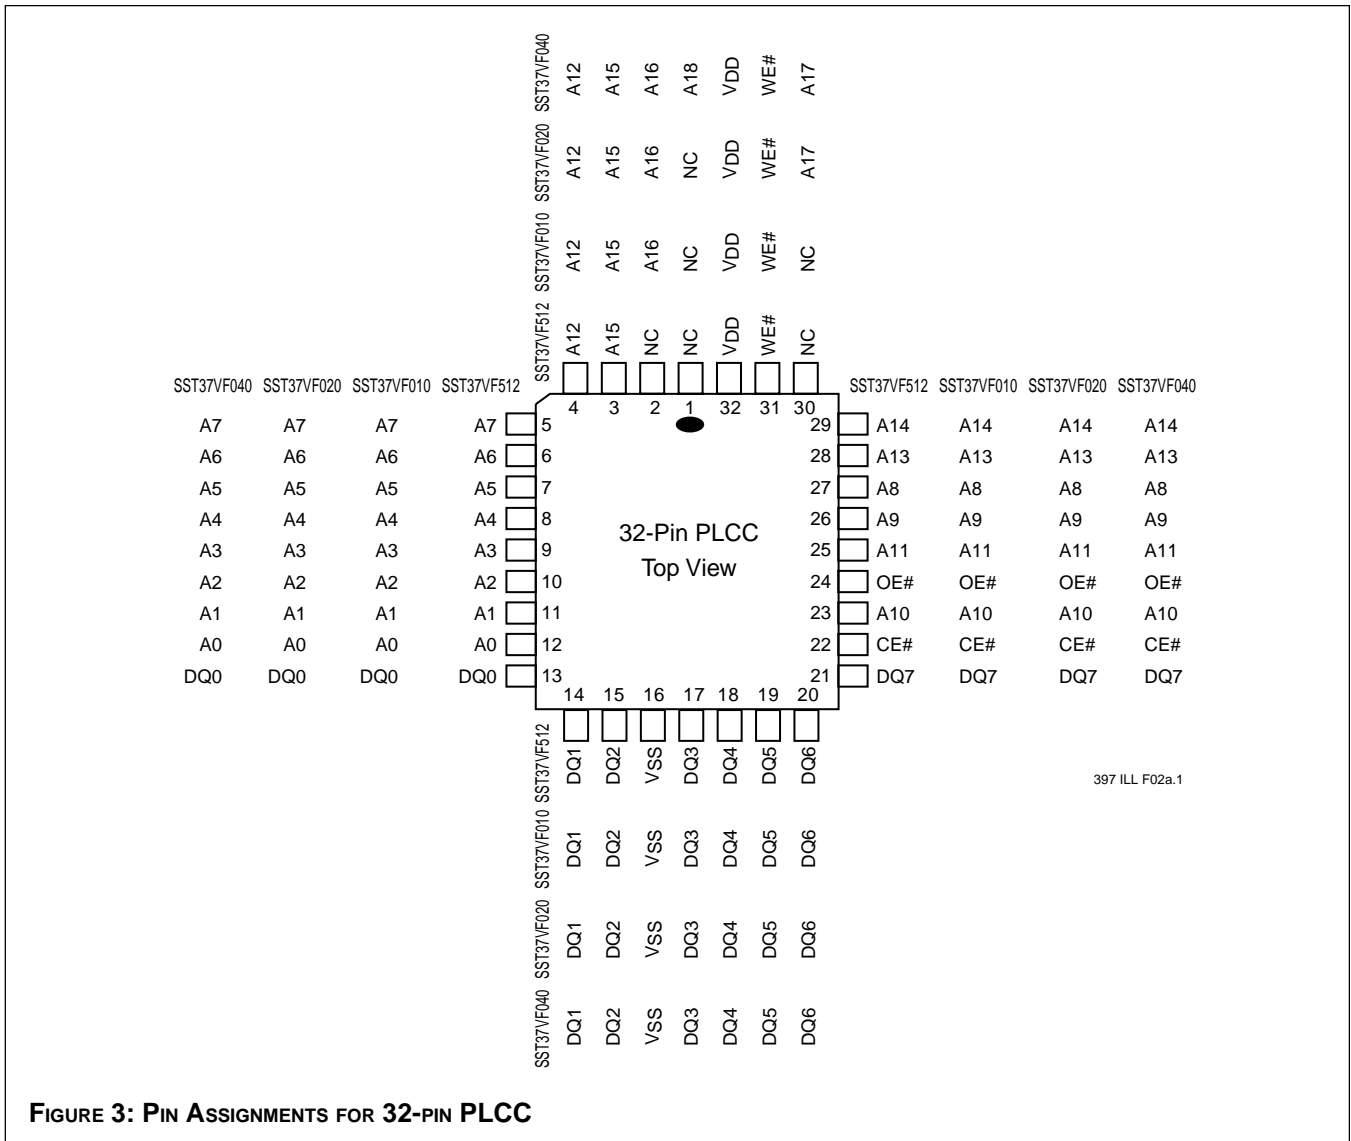 SST37VF040 A12 A15 A16 A18 VDD WE# A17
SST37VF020 A12 A15 A16 NC VDD WE# A17
SST37VF010 A12 A15 A16 NC VDD WE# NC
SST37VF512 A12 A15 NC NC VDD WE# NC
SST37VF040 SST37VF020 SST37VF010 SST37VF512 SST37VF512 SST37VF010 SST37VF020 SST37VF040
4 3 2 1 32 31 30
A7 A7 A7 A7 5 29 A14 A14 A14 A14
A6 A6 A6 A6 6 28 A13 A13 A13 A13
A5 A5 A5 A5 7 27 A8 A8 A8 A8
A4 A4 A4 A4 8 26 A9 A9 A9 A9
32-Pin PLCC
A3 A3 A3 A3 9 25 A11 A11 A11 A11
Top View
A2 A2 A2 A2 10 24 OE# OE# OE# OE#
A1 A1 A1 A1 11 23 A10 A10 A10 A10
A0 A0 A0 A0 12 22 CE# CE# CE# CE#
DQ0 DQ0 DQ0 DQ0 13 21 DQ7 DQ7 DQ7 DQ7
14 15 16 17 18 19 20
SST37VF512 DQ1 DQ2 VSS DQ3 DQ4 DQ5 DQ6
397 ILL F02a.1
SST37VF010 DQ1 DQ2 VSS DQ3 DQ4 DQ5 DQ6
SST37VF020 DQ1 DQ2 VSS DQ3 DQ4 DQ5 DQ6
SST37VF040 DQ1 DQ2 VSS DQ3 DQ4 DQ5 DQ6
FIGURE 3: PIN ASSIGNMENTS FOR 32-PIN PLCC